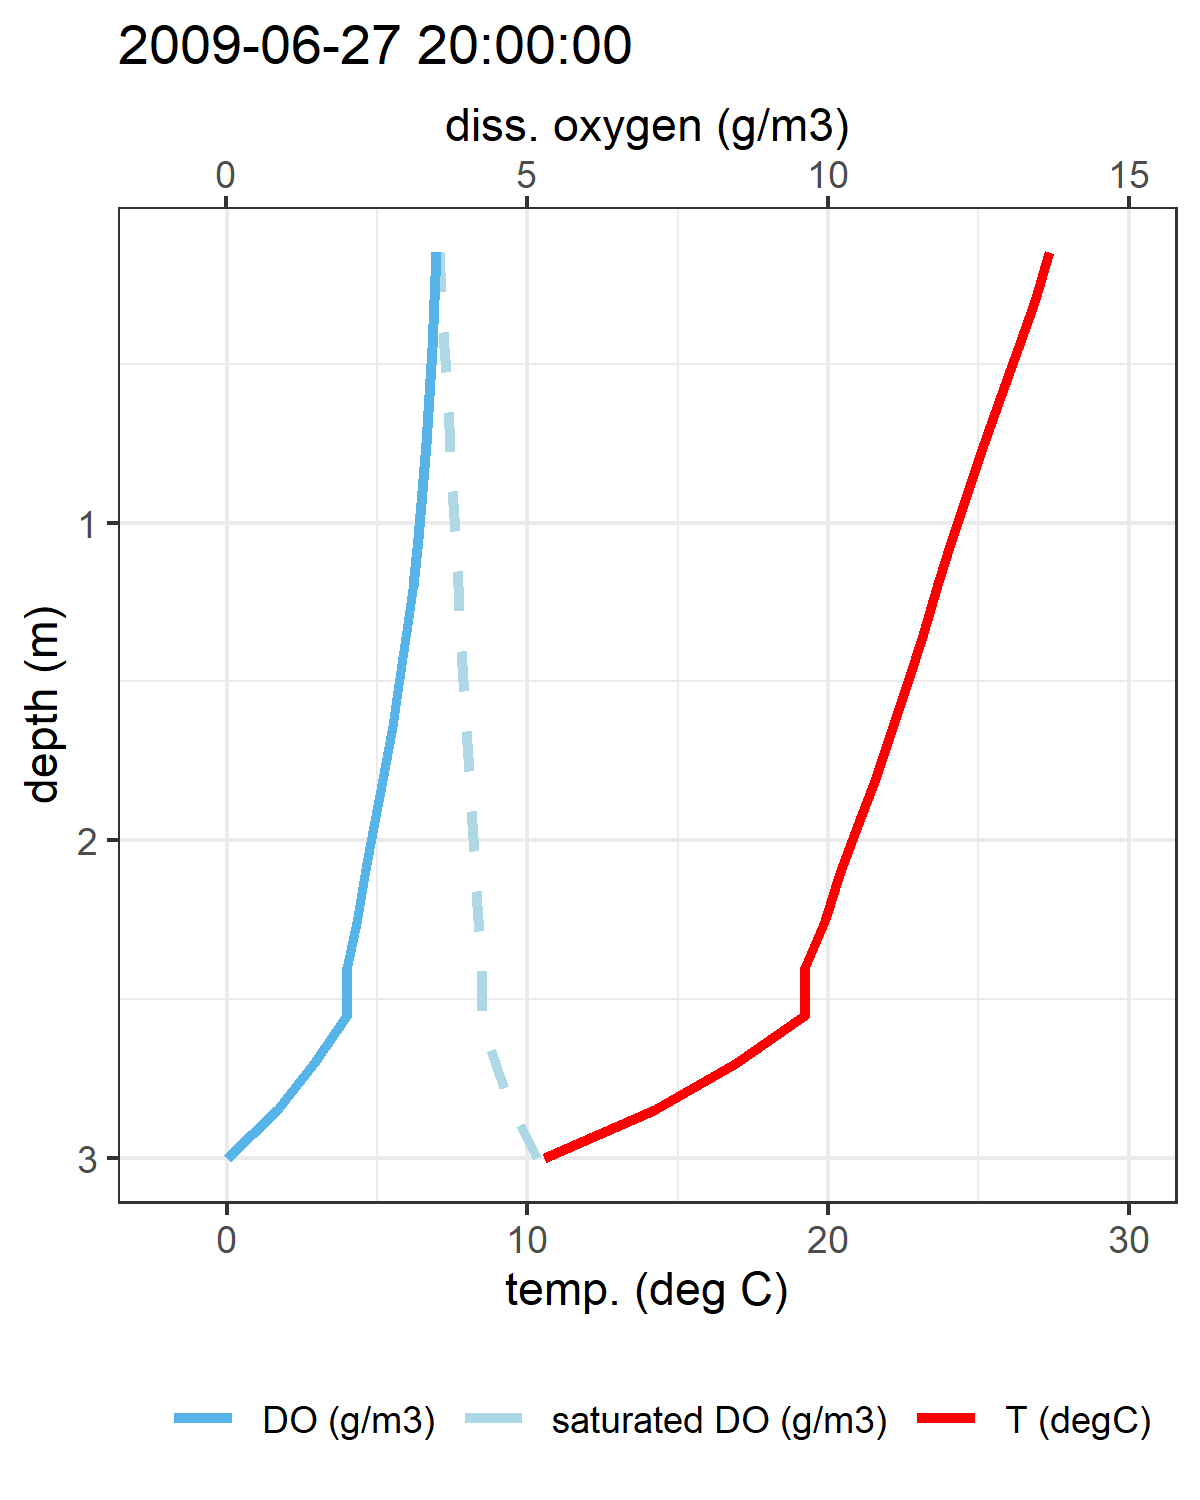 2009-06-27 20:00:00
diss. oxygen (g/m3)
0 5 10 15
depth (m)
1
2
3
0 10 20 30
temp. (deg C)
DO (g/m3) saturated DO (g/m3) T (degC)